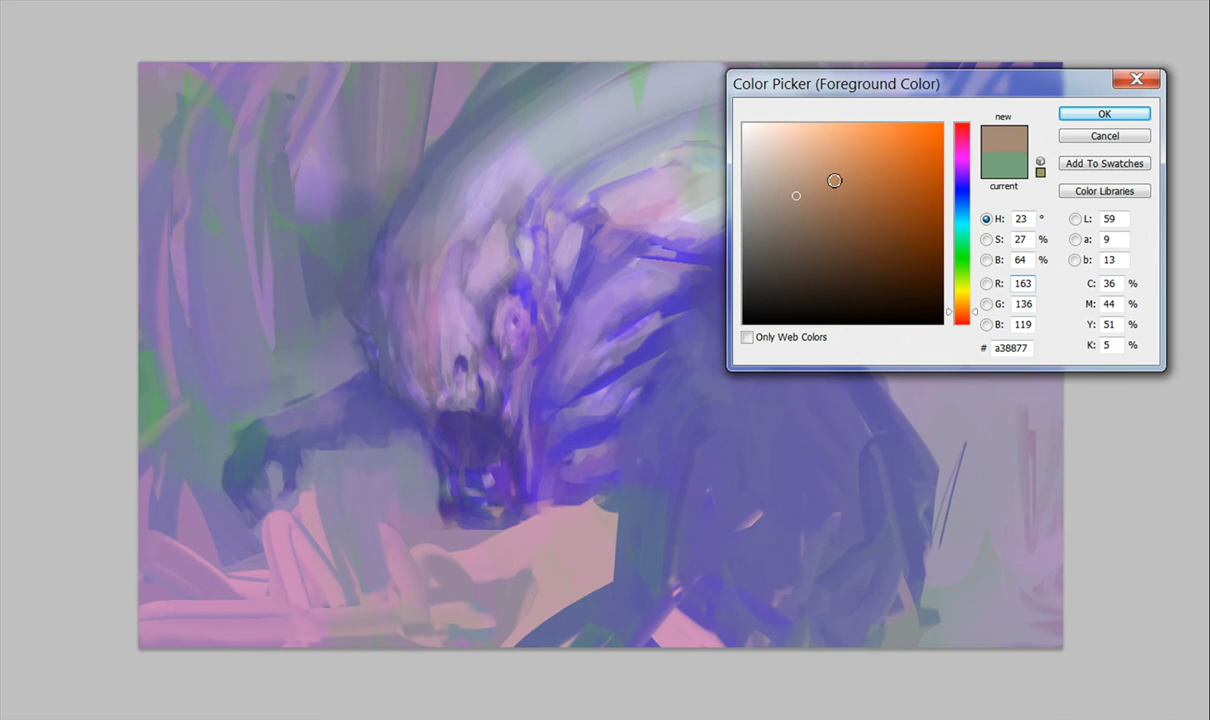 Color Picker (Foreground Color)
new
current
OK
Cancel
Add To Swatches
Color Libraries
H: 23 °
S: 27 %
B: 64 %
R: 163
G: 136
B: 119
# a38877
L: 59
a: 9
b: 13
C: 36 %
M: 44 %
Y: 51 %
K: 5 %
Only Web Colors